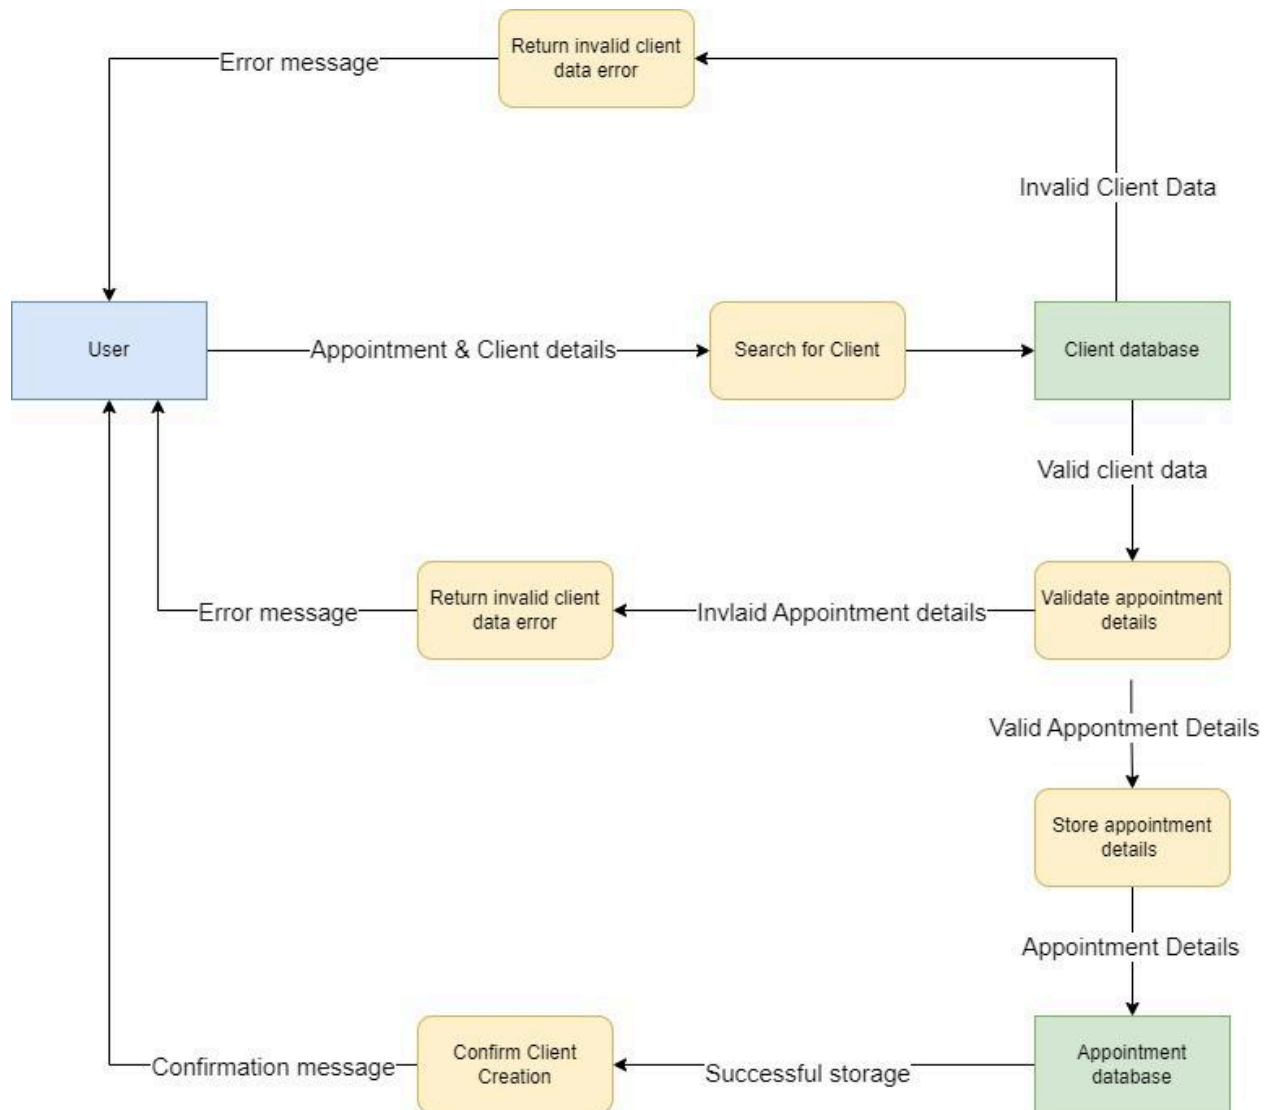 Return invalid client
data error
Error message
Invalid Client Data
User
Appointment & Client details
Search for Client
Client database
Valid client data
Error message
Return invalid client
data error
Invlaid Appointment details
Validate appointment
details
Valid Appontment Details
Store appointment
details
Appointment Details
Confirmation message
Confirm Client
Creation
Successful storage
Appointment
database